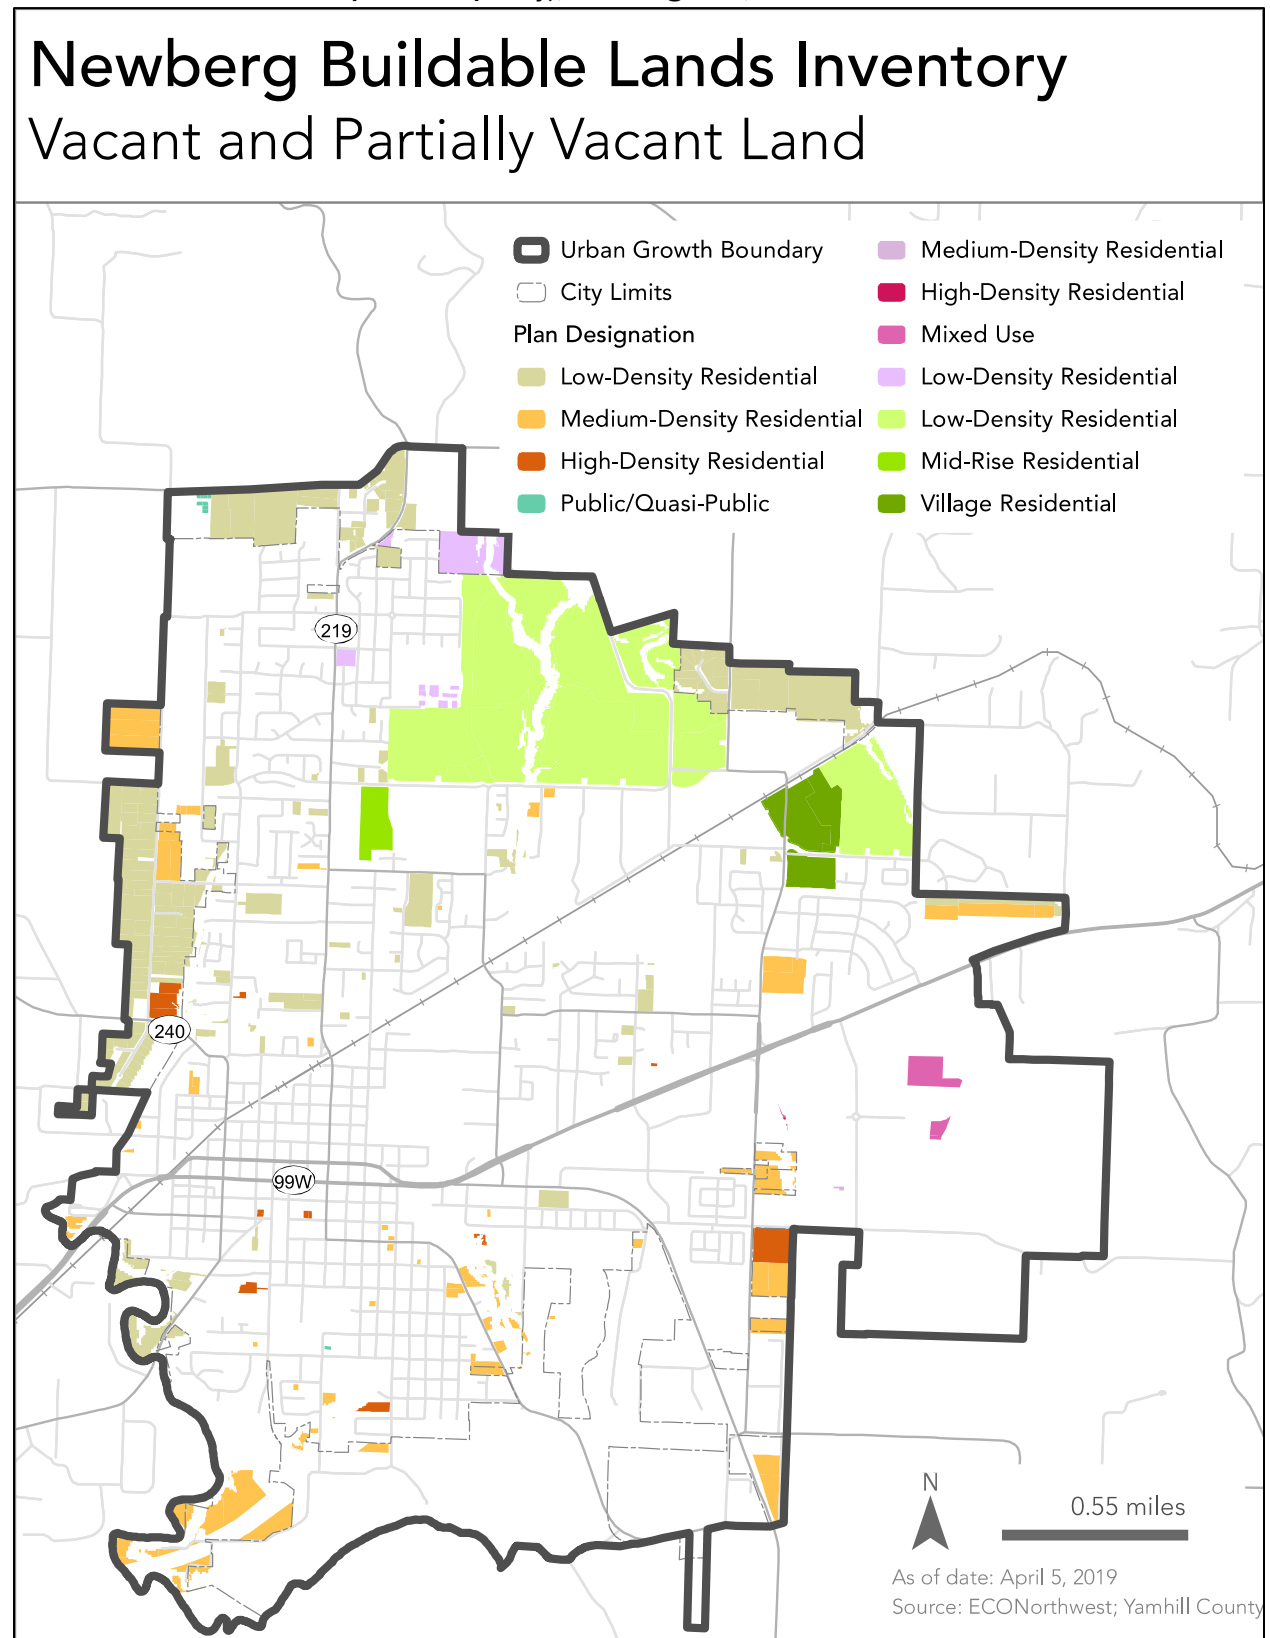 Newberg Buildable Lands Inventory
Vacant and Partially Vacant Land
Urban Growth Boundary
City Limits
Plan Designation
Low-Density Residential
Medium-Density Residential
High-Density Residential
Public/Quasi-Public
Medium-Density Residential
High-Density Residential
Mixed Use
Low-Density Residential
Low-Density Residential
Mid-Rise Residential
Village Residential
219
240
99W
N
0.55 miles
As of date: April 5, 2019
Source: ECONorthwest; Yamhill County